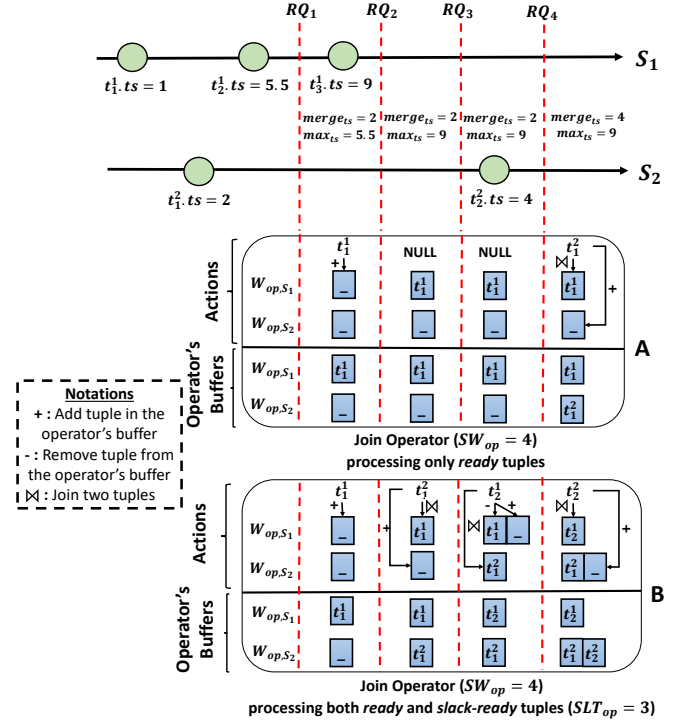 RQ₁ RQ₂ RQ₃ RQ₄
S₁
t₁¹.ts = 1 t₂¹.ts = 5.5 t₃¹.ts = 9
merge_ts = 2 merge_ts = 2 merge_ts = 2 merge_ts = 4
max_ts = 5.5 max_ts = 9 max_ts = 9 max_ts = 9
S₂
t₁².ts = 2 t₂².ts = 4
Actions
t₁¹ NULL NULL t₁²
+ ⋈ +
W_op,S₁ _ t₁¹ t₁¹ t₁¹
W_op,S₂ _ _ _ _
A
Operator's Buffers
W_op,S₁ t₁¹ t₁¹ t₁¹ t₁¹
W_op,S₂ _ _ _ t₁²
Join Operator (SW_op = 4)
processing only ready tuples
Notations
+ : Add tuple in the
operator's buffer
- : Remove tuple from
the operator's buffer
⋈ : Join two tuples
Actions
t₁¹ t₁² t₂¹ t₂²
+ + ⋈ ⋈ - + ⋈ +
W_op,S₁ _ t₁¹ t₁¹ _ t₂¹
W_op,S₂ _ _ t₁² t₁² _
B
Operator's Buffers
W_op,S₁ t₁¹ t₁¹ t₂¹ t₂¹
W_op,S₂ _ t₁² t₁² t₁² t₂²
Join Operator (SW_op = 4)
processing both ready and slack-ready tuples (SLT_op = 3)